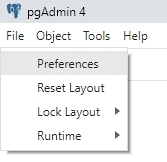 pgAdmin 4
File Object Tools Help
Preferences
Reset Layout
Lock Layout
Runtime